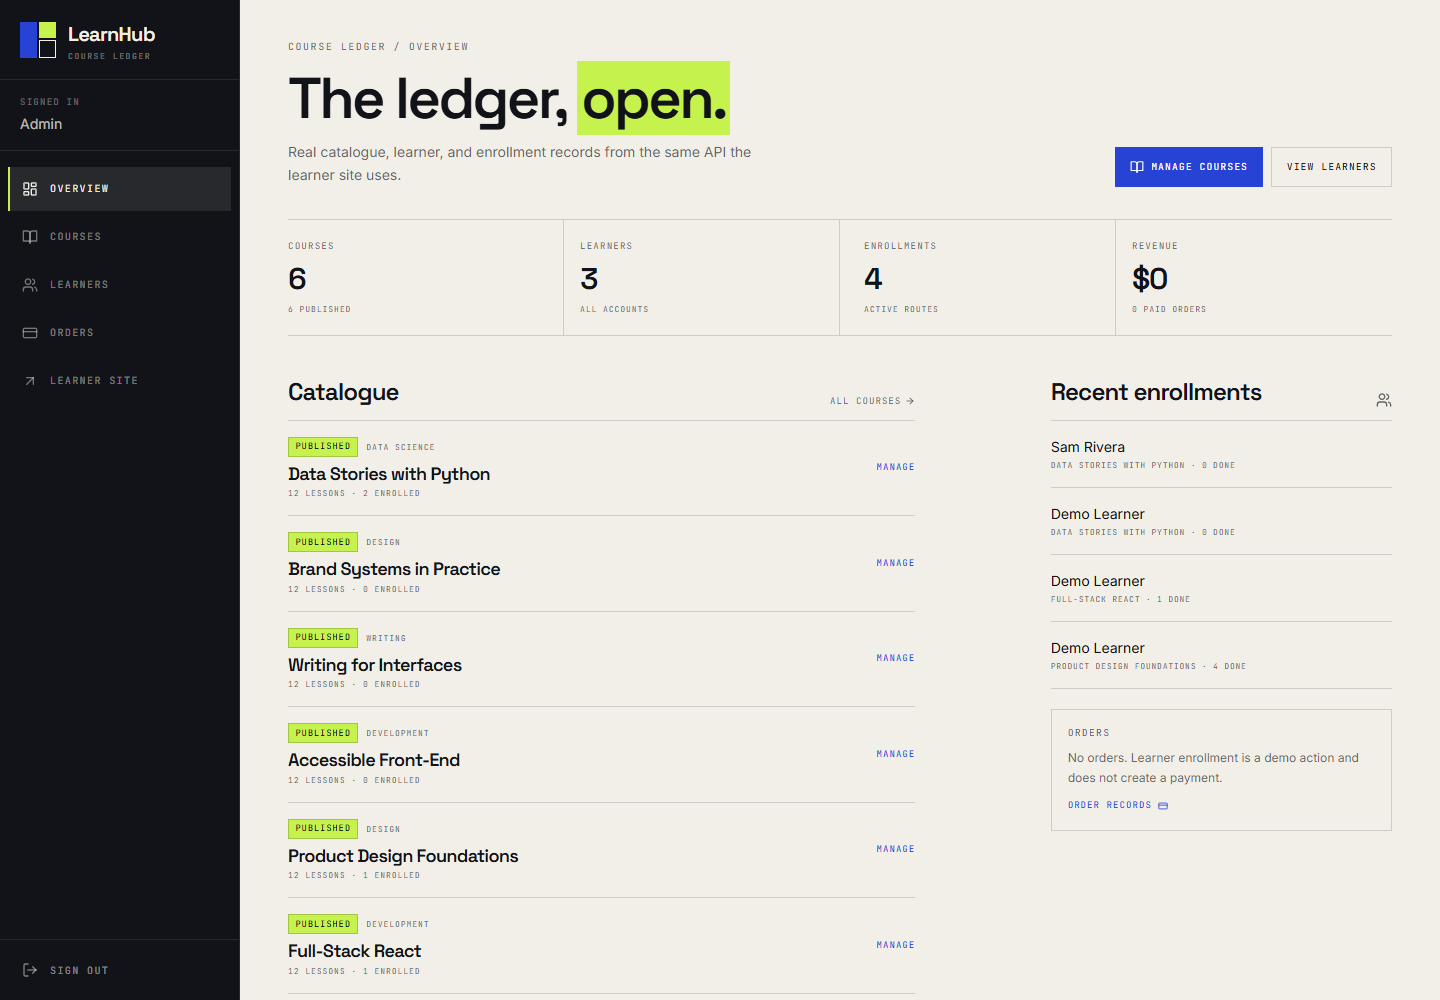 LearnHub
COURSE LEDGER
SIGNED IN
Admin
OVERVIEW
COURSES
LEARNERS
ORDERS
LEARNER SITE
SIGN OUT
COURSE LEDGER / OVERVIEW
The ledger, open.
Real catalogue, learner, and enrollment records from the same API the
learner site uses.
MANAGE COURSES
VIEW LEARNERS
COURSES
6
6 PUBLISHED
LEARNERS
3
ALL ACCOUNTS
ENROLLMENTS
4
ACTIVE ROUTES
REVENUE
$0
0 PAID ORDERS
Catalogue
ALL COURSES →
PUBLISHED DATA SCIENCE
Data Stories with Python
12 LESSONS · 2 ENROLLED
MANAGE
PUBLISHED DESIGN
Brand Systems in Practice
12 LESSONS · 0 ENROLLED
MANAGE
PUBLISHED WRITING
Writing for Interfaces
12 LESSONS · 0 ENROLLED
MANAGE
PUBLISHED DEVELOPMENT
Accessible Front-End
12 LESSONS · 0 ENROLLED
MANAGE
PUBLISHED DESIGN
Product Design Foundations
12 LESSONS · 1 ENROLLED
MANAGE
PUBLISHED DEVELOPMENT
Full-Stack React
12 LESSONS · 1 ENROLLED
MANAGE
Recent enrollments
Sam Rivera
DATA STORIES WITH PYTHON · 0 DONE
Demo Learner
DATA STORIES WITH PYTHON · 0 DONE
Demo Learner
FULL-STACK REACT · 1 DONE
Demo Learner
PRODUCT DESIGN FOUNDATIONS · 4 DONE
ORDERS
No orders. Learner enrollment is a demo action and
does not create a payment.
ORDER RECORDS